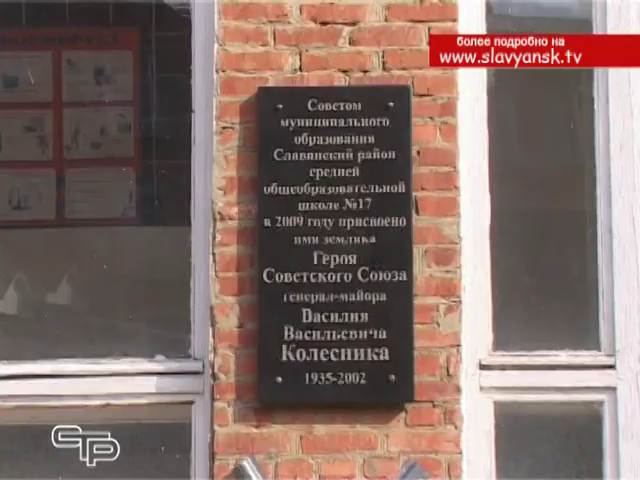 более подробно на
www.slavyansk.tv
Советом
муниципального
образования
Славянский район
средней
общеобразовательной
школе №17
в 2009 году присвоено
имя земляка
Героя
Советского Союза
генерал-майора
Василия
Васильевича
Колесника
1935-2002
СТР